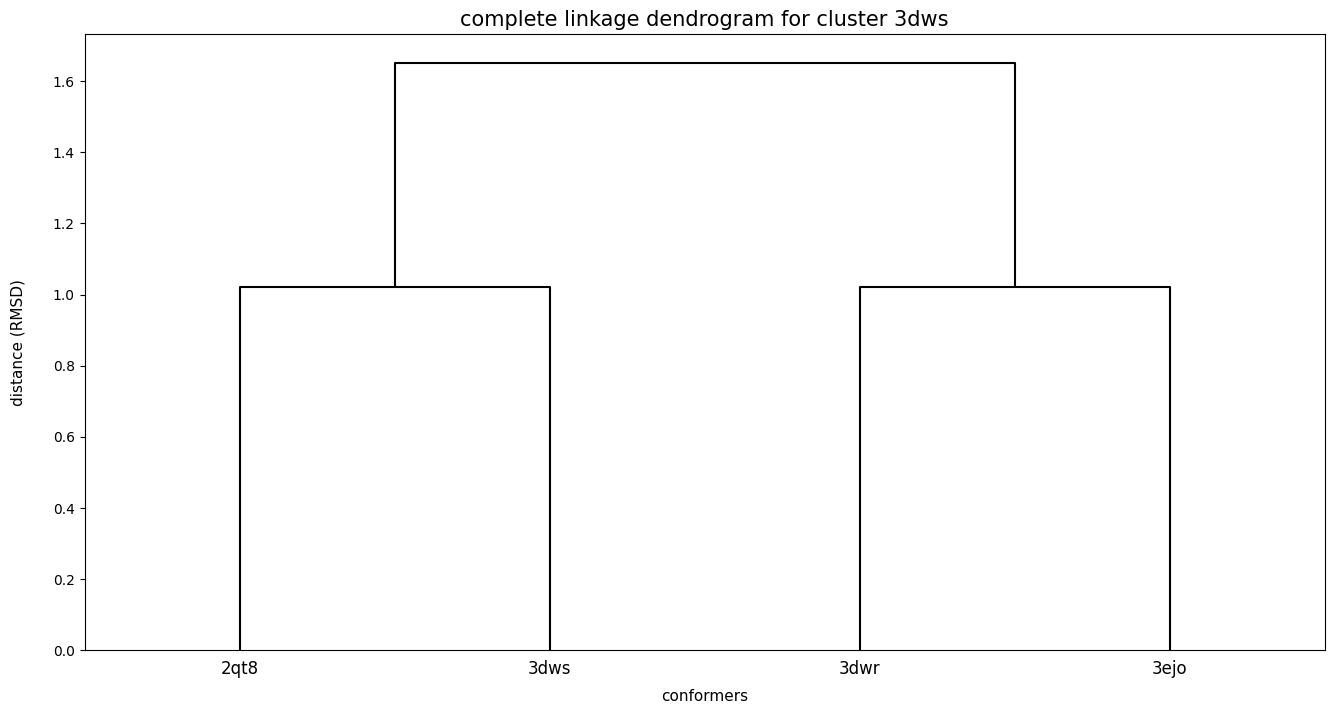 complete linkage dendrogram for cluster 3dws
1.6
1.4
1.2
1.0
0.8
0.6
0.4
0.2
0.0
distance (RMSD)
2qt8 3dws 3dwr 3ejo
conformers